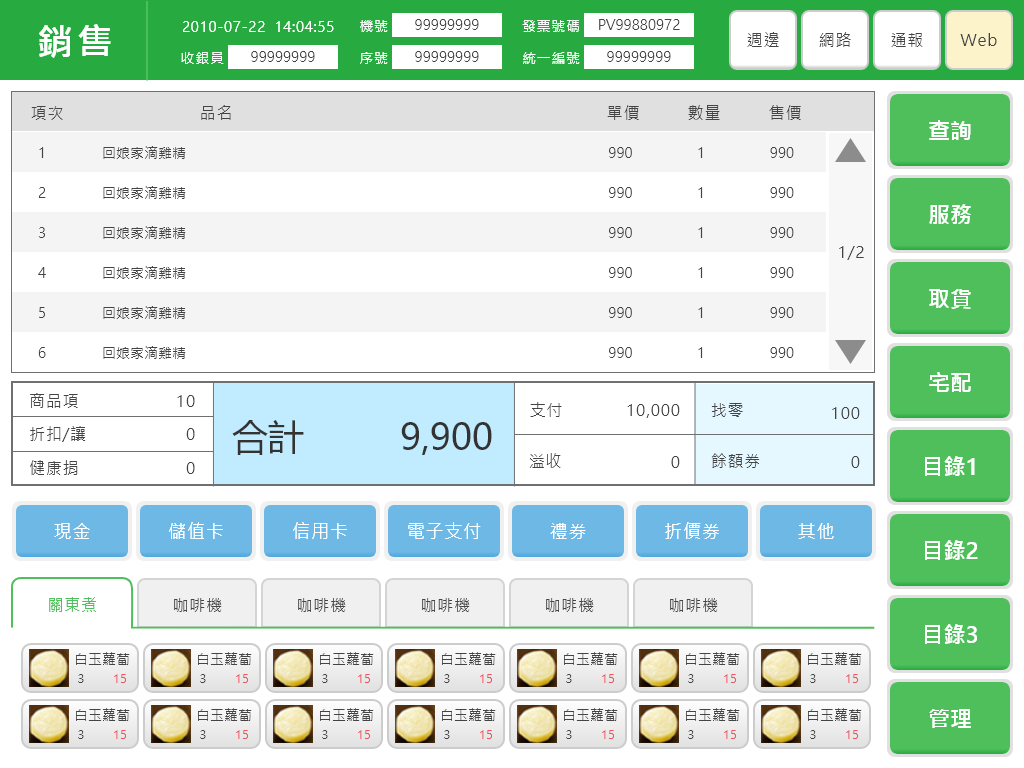 銷售
2010-07-22 14:04:55 機號 99999999 發票號碼 PV99880972
收銀員 99999999 序號 99999999 統一編號 99999999
週邊 網路 通報 Web
項次 品名 單價 數量 售價
1 回娘家滴雞精 990 1 990
2 回娘家滴雞精 990 1 990
3 回娘家滴雞精 990 1 990
4 回娘家滴雞精 990 1 990
5 回娘家滴雞精 990 1 990
6 回娘家滴雞精 990 1 990
1/2
商品項 10
折扣/讓 0
健康捐 0
合計 9,900
支付 10,000
溢收 0
找零 100
餘額券 0
現金 儲值卡 信用卡 電子支付 禮券 折價券 其他
關東煮 咖啡機 咖啡機 咖啡機 咖啡機 咖啡機
白玉蘿蔔 白玉蘿蔔 白玉蘿蔔 白玉蘿蔔 白玉蘿蔔 白玉蘿蔔 白玉蘿蔔
3 15 3 15 3 15 3 15 3 15 3 15 3 15
白玉蘿蔔 白玉蘿蔔 白玉蘿蔔 白玉蘿蔔 白玉蘿蔔 白玉蘿蔔 白玉蘿蔔
3 15 3 15 3 15 3 15 3 15 3 15 3 15
查詢
服務
取貨
宅配
目錄1
目錄2
目錄3
管理